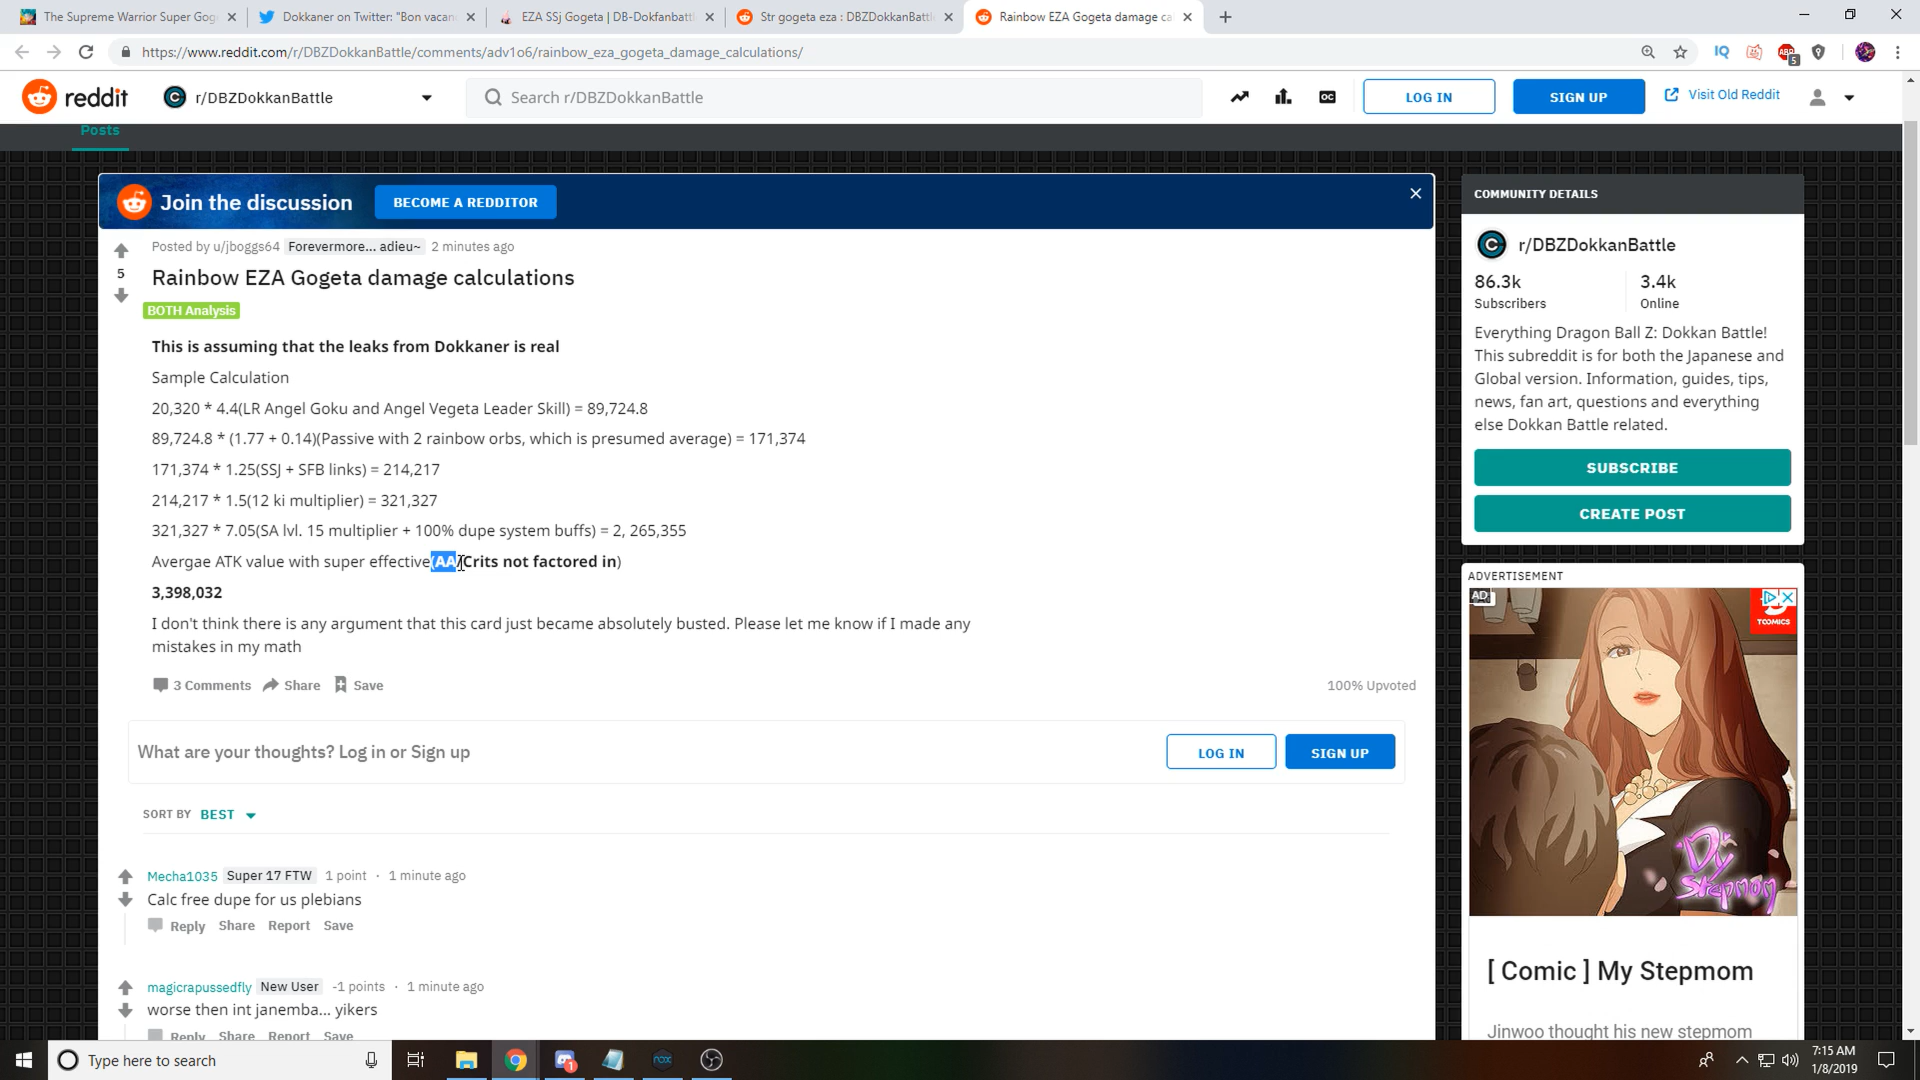 The Supreme Warrior Super Gog
Dokkaner on Twitter: "Bon vacan
EZA SSj Gogeta | DB-Dokfanbattl
Str gogeta eza : DBZDokkanBattl
Rainbow EZA Gogeta damage ca
https://www.reddit.com/r/DBZDokkanBattle/comments/adv1o6/rainbow_eza_gogeta_damage_calculations/
IQ
ABP
5
reddit
r/DBZDokkanBattle
Search r/DBZDokkanBattle
OC
LOG IN
SIGN UP
Visit Old Reddit
Posts
Join the discussion
BECOME A REDDITOR
Posted by u/jboggs64 Forevermore... adieu~ 2 minutes ago
5
Rainbow EZA Gogeta damage calculations
BOTH Analysis
This is assuming that the leaks from Dokkaner is real
Sample Calculation
20,320 * 4.4(LR Angel Goku and Angel Vegeta Leader Skill) = 89,724.8
89,724.8 * (1.77 + 0.14)(Passive with 2 rainbow orbs, which is presumed average) = 171,374
171,374 * 1.25(SSJ + SFB links) = 214,217
214,217 * 1.5(12 ki multiplier) = 321,327
321,327 * 7.05(SA lvl. 15 multiplier + 100% dupe system buffs) = 2, 265,355
Avergae ATK value with super effective(AA/Crits not factored in)
3,398,032
I don't think there is any argument that this card just became absolutely busted. Please let me know if I made any
mistakes in my math
3 Comments Share Save
100% Upvoted
What are your thoughts? Log in or Sign up
LOG IN
SIGN UP
SORT BY BEST
Mecha1035 Super 17 FTW 1 point · 1 minute ago
Calc free dupe for us plebians
Reply Share Report Save
magicrapussedfly New User -1 points · 1 minute ago
worse then int janemba... yikers
Reply Share Report Save
COMMUNITY DETAILS
r/DBZDokkanBattle
86.3k
Subscribers
3.4k
Online
Everything Dragon Ball Z: Dokkan Battle!
This subreddit is for both the Japanese and
Global version. Information, guides, tips,
news, fan art, questions and everything
else Dokkan Battle related.
SUBSCRIBE
CREATE POST
ADVERTISEMENT
AD
TOOMICS
My Stepmom
[ Comic ] My Stepmom
Jinwoo thought his new stepmom
Type here to search
1
nox
7:15 AM
1/8/2019